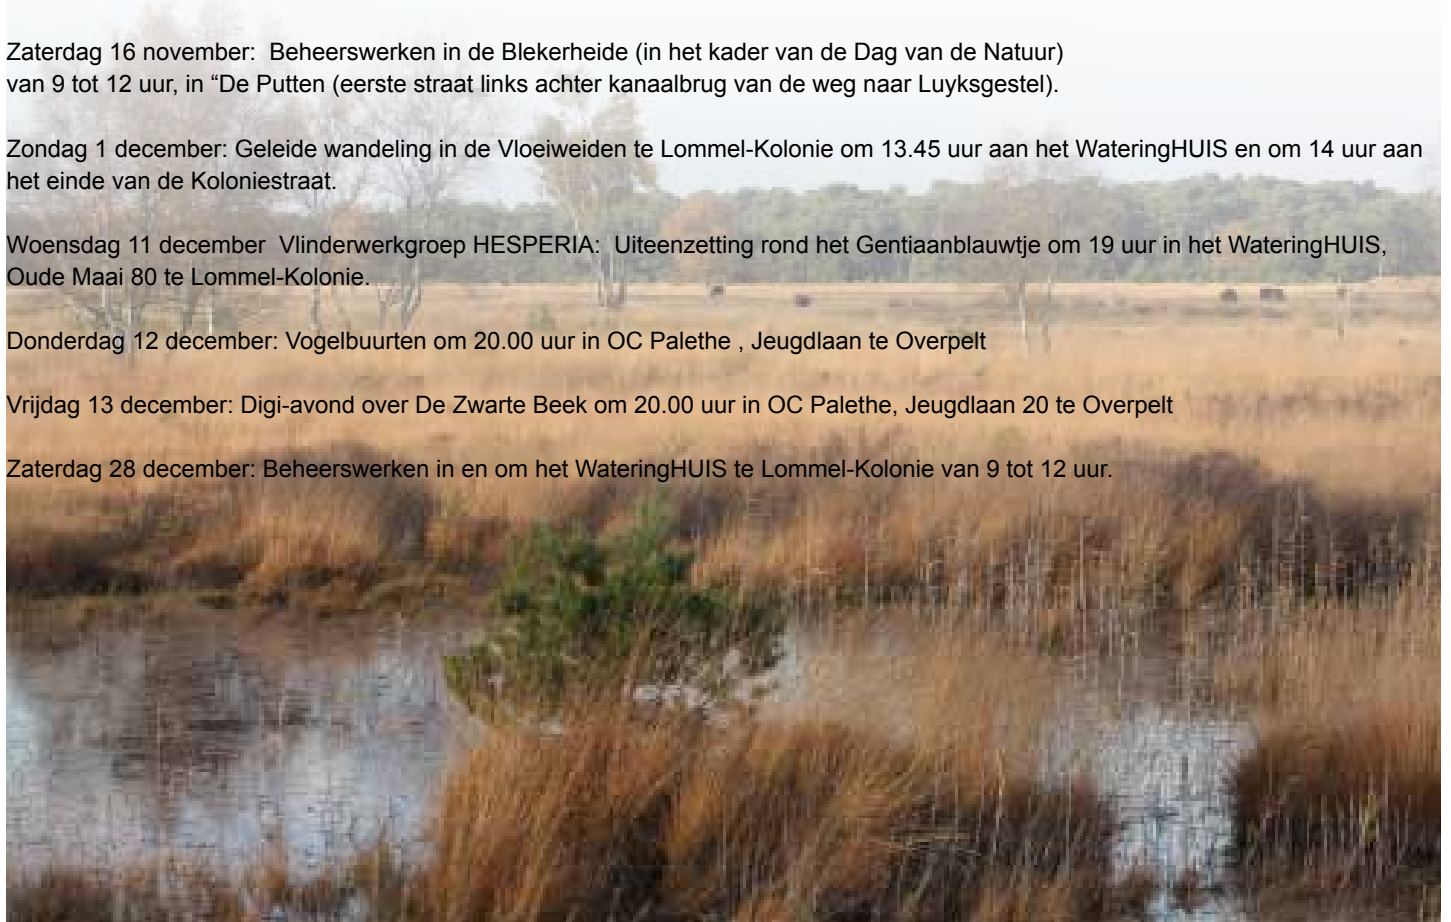 Zaterdag 16 november:  Beheerswerken in de Blekerheide (in het kader van de Dag van de Natuur)
van 9 tot 12 uur, in “De Putten (eerste straat links achter kanaalbrug van de weg naar Luyksgestel).
Zondag 1 december: Geleide wandeling in de Vloeiweiden te Lommel-Kolonie om 13.45 uur aan het WateringHUIS en om 14 uur aan
het einde van de Koloniestraat.
Woensdag 11 december  Vlinderwerkgroep HESPERIA:  Uiteenzetting rond het Gentiaanblauwtje om 19 uur in het WateringHUIS,
Oude Maai 80 te Lommel-Kolonie.
Donderdag 12 december: Vogelbuurten om 20.00 uur in OC Palethe , Jeugdlaan te Overpelt
Vrijdag 13 december: Digi-avond over De Zwarte Beek om 20.00 uur in OC Palethe, Jeugdlaan 20 te Overpelt
Zaterdag 28 december: Beheerswerken in en om het WateringHUIS te Lommel-Kolonie van 9 tot 12 uur.